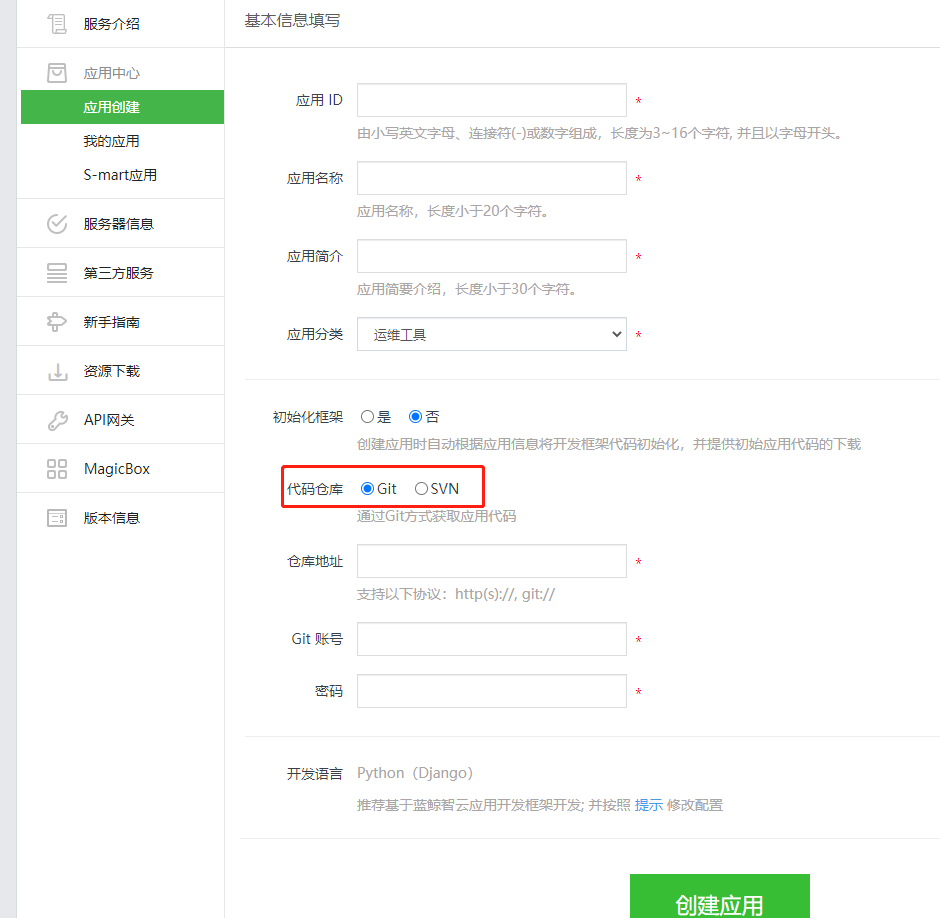 服务介绍
应用中心
应用创建
我的应用
S-mart应用
服务器信息
第三方服务
新手指南
资源下载
API网关
MagicBox
版本信息
基本信息填写
应用 ID *
由小写英文字母、连接符(-)或数字组成，长度为3~16个字符, 并且以字母开头。
应用名称 *
应用名称，长度小于20个字符。
应用简介 *
应用简要介绍，长度小于30个字符。
应用分类 运维工具 *
初始化框架 是 否
创建应用时自动根据应用信息将开发框架代码初始化，并提供初始应用代码的下载
代码仓库 Git SVN
通过Git方式获取应用代码
仓库地址 *
支持以下协议：http(s)://, git://
Git 账号 *
密码 *
开发语言 Python（Django）
推荐基于蓝鲸智云应用开发框架开发; 并按照 提示 修改配置
创建应用